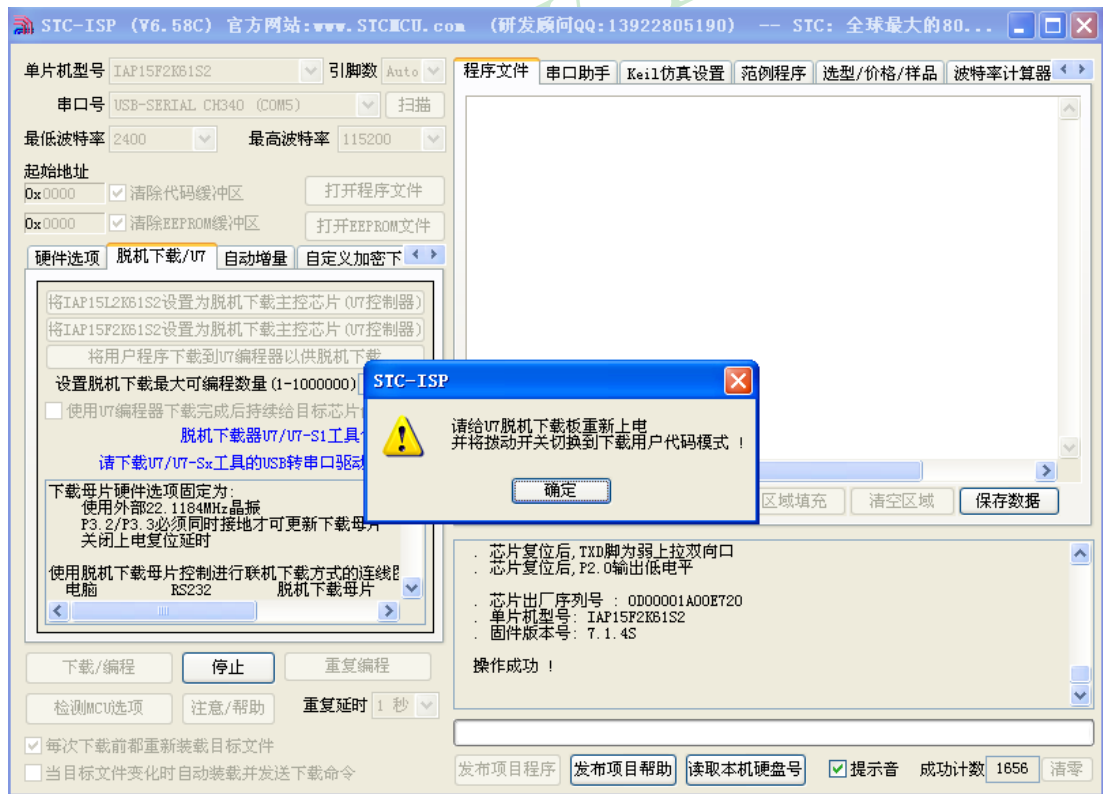 STC-ISP (V6.58C) 官方网站:www.STCMCU.com (研发顾问QQ:13922805190) -- STC: 全球最大的80...
单片机型号 IAP15F2K61S2 引脚数 Auto
串口号 USB-SERIAL CH340 (COM5) 扫描
最低波特率 2400 最高波特率 115200
起始地址
0x0000 清除代码缓冲区 打开程序文件
0x0000 清除EEPROM缓冲区 打开EEPROM文件
硬件选项 脱机下载/U7 自动增量 自定义加密下
将IAP15L2K61S2设置为脱机下载主控芯片(U7控制器)
将IAP15F2K61S2设置为脱机下载主控芯片(U7控制器)
将用户程序下载到U7编程器以供脱机下载
设置脱机下载最大可编程数量(1-1000000)
使用U7编程器下载完成后持续给目标芯片
脱机下载器U7/U7-S1工具
请下载U7/U7-Sx工具的USB转串口驱动
下载母片硬件选项固定为:
使用外部22.1184MHz晶振
P3.2/P3.3必须同时接地才可更新下载母片
关闭上电复位延时
使用脱机下载母片控制进行联机下载方式的连线
电脑 RS232 脱机下载母片
下载/编程 停止 重复编程
检测MCU选项 注意/帮助 重复延时 1 秒
每次下载前都重新装载目标文件
当目标文件变化时自动装载并发送下载命令
程序文件 串口助手 Keil仿真设置 范例程序 选型/价格/样品 波特率计算器
STC-ISP
请给U7脱机下载板重新上电
并将拨动开关切换到下载用户代码模式 !
确定
区域填充 清空区域 保存数据
. 芯片复位后,TXD脚为弱上拉双向口
. 芯片复位后,P2.0输出低电平
. 芯片出厂序列号 : 0D00001A00E720
. 单片机型号: IAP15F2K61S2
. 固件版本号: 7.1.4S
操作成功 !
发布项目程序 发布项目帮助 读取本机硬盘号 提示音 成功计数 1656 清零